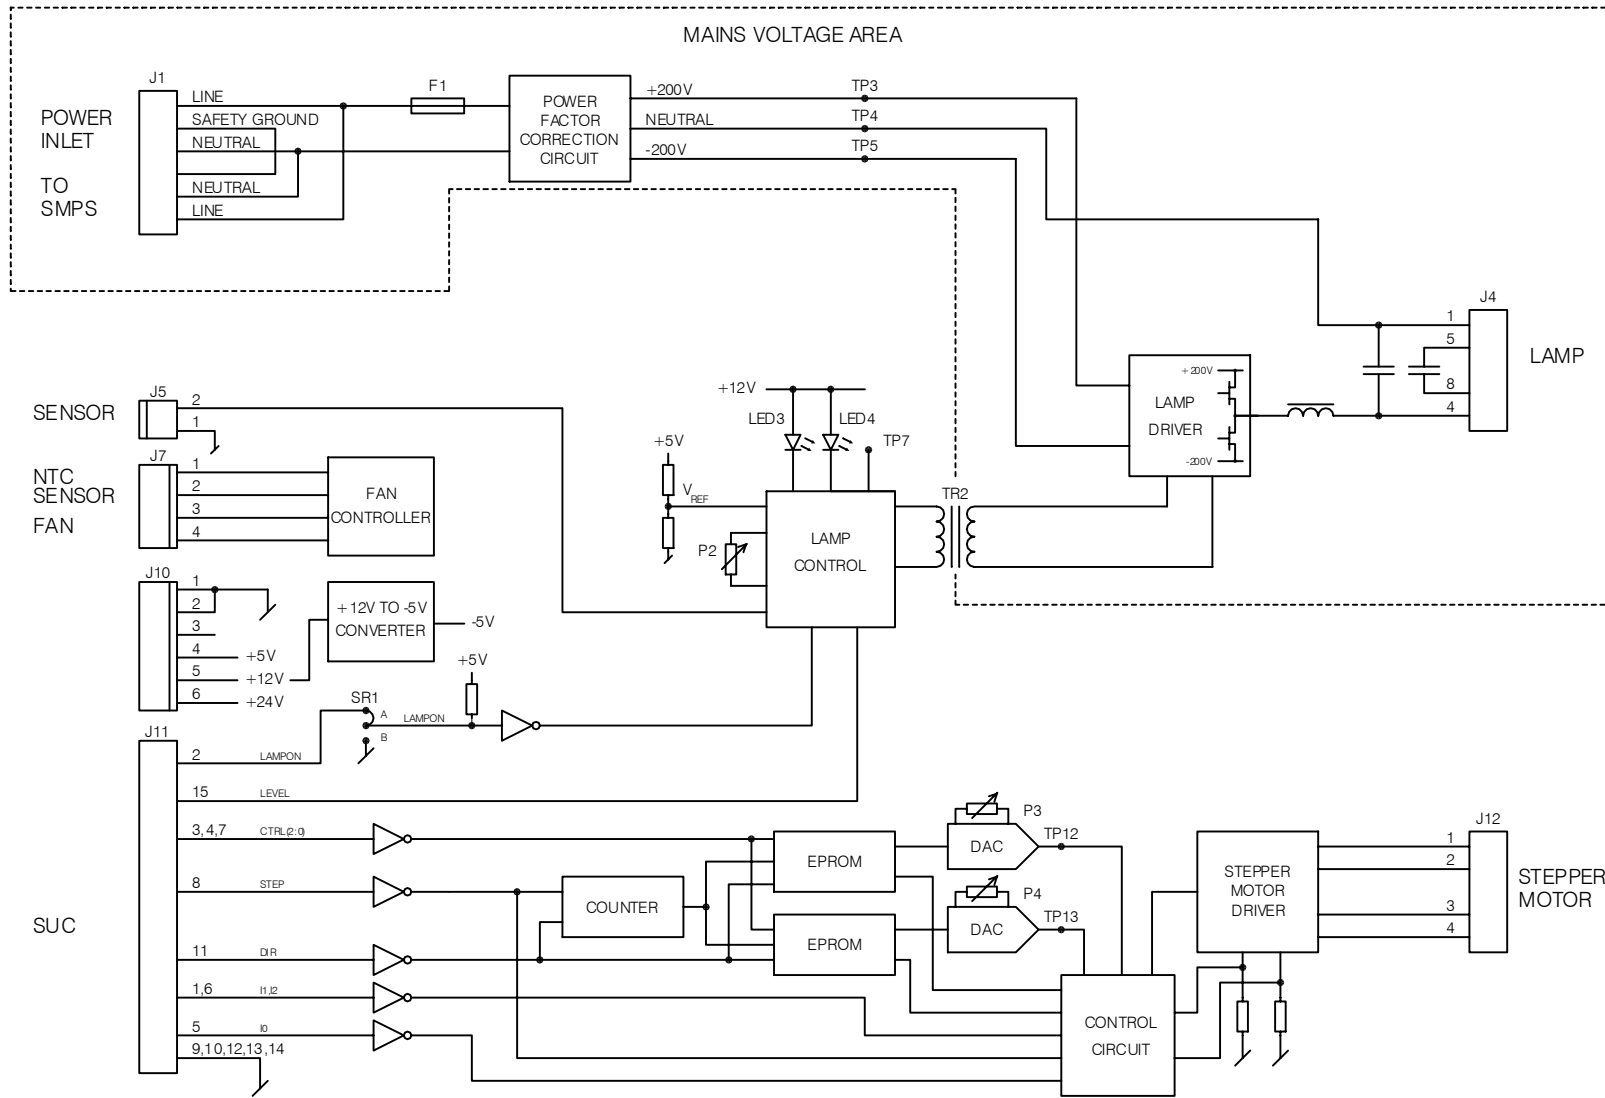 MAINS VOLTAGE AREA
J1
POWER
INLET
TO
SMPS
LINE
SAFETY GROUND
NEUTRAL
NEUTRAL
LINE
F1
POWER
FACTOR
CORRECTION
CIRCUIT
+200V
NEUTRAL
-200V
TP3
TP4
TP5
J4
1
5
8
4
LAMP
+200V
LAMP
DRIVER
-200V
SENSOR
J5
2
1
NTC
SENSOR
FAN
J7
1
2
3
4
FAN
CONTROLLER
+12V
LED3
LED4
TP7
+5V
VREF
P2
LAMP
CONTROL
TR2
J10
1
2
3
4
5
6
+5V
+12V
+24V
+12V TO -5V
CONVERTER
-5V
+5V
SR1
A
B
LAMPON
J11
SUC
2
LAMPON
15
LEVEL
3,4,7
CTRL(2:0)
8
STEP
11
DIR
1,6
I1,I2
5
I0
9,10,12,13,14
COUNTER
EPROM
EPROM
P3
DAC
TP12
P4
DAC
TP13
CONTROL
CIRCUIT
STEPPER
MOTOR
DRIVER
J12
1
2
3
4
STEPPER
MOTOR